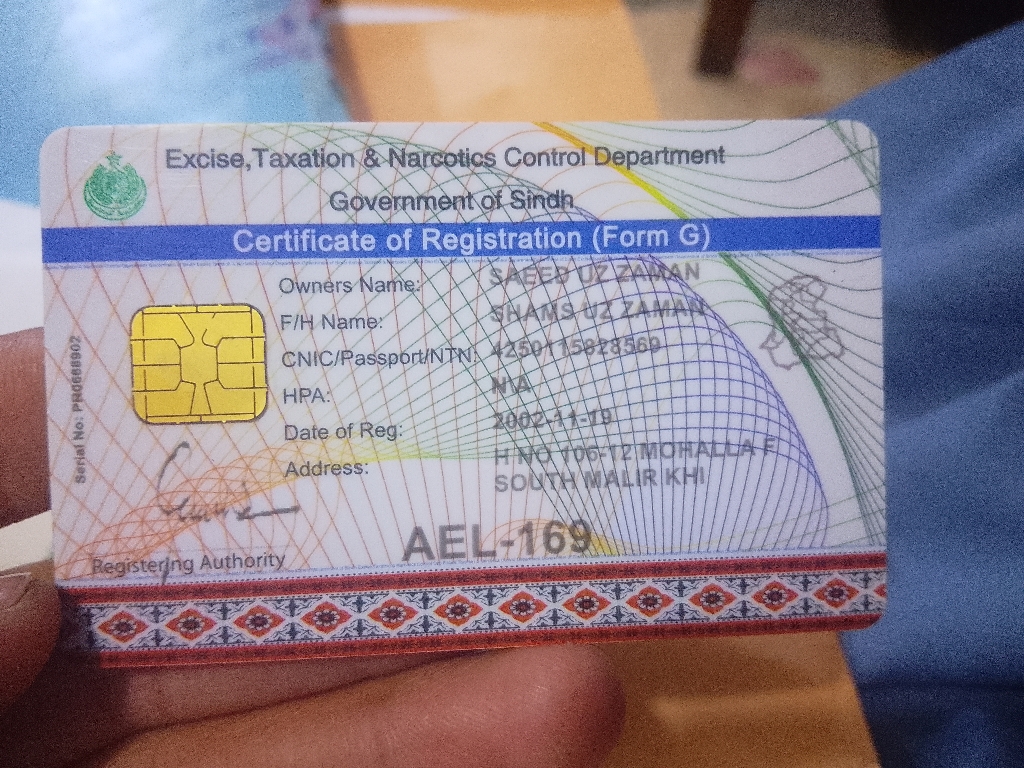 Excise,Taxation & Narcotics Control Department
Government of Sindh
Certificate of Registration (Form G)
Owners Name: SAEED UZ ZAMAN
F/H Name: SHAMS UZ ZAMAN
CNIC/Passport/NTN: 4250115828569
HPA: N\A
Date of Reg: 2002-11-19
Address: H NO 106-12 MOHALLA F
SOUTH MALIR KHI
AEL-169
Registering Authority
Serial No: PR0668902